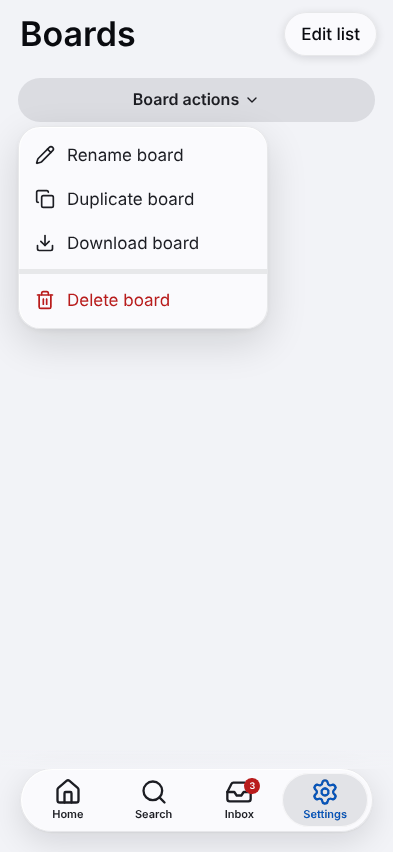 Boards
Edit list
Board actions
Rename board
Duplicate board
Download board
Delete board
3
Home
Search
Inbox
Settings